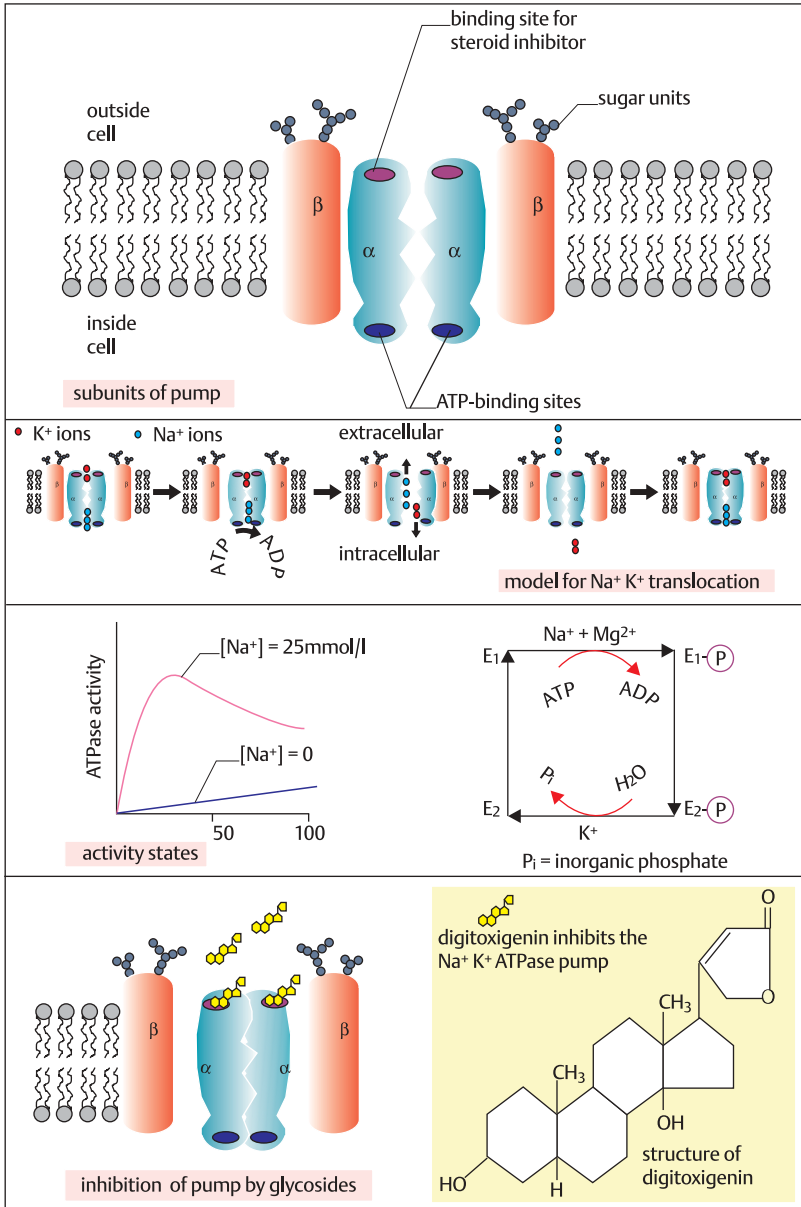 binding site for
steroid inhibitor
outside
cell
sugar units
β
α
α
β
inside
cell
subunits of pump
ATP-binding sites
K⁺ ions
Na⁺ ions
extracellular
β
α
α
β
β
α
α
β
β
α
α
β
β
α
α
β
β
α
α
β
ATP
ADP
intracellular
model for Na⁺ K⁺ translocation
ATPase activity
[Na⁺] = 25mmol/l
[Na⁺] = 0
50
100
activity states
Na⁺ + Mg²⁺
E₁
E₁-P
ATP
ADP
Pᵢ
H₂O
E₂
E₂-P
K⁺
Pᵢ = inorganic phosphate
β
α
α
β
inhibition of pump by glycosides
digitoxigenin inhibits the
Na⁺ K⁺ ATPase pump
O
O
CH₃
CH₃
OH
HO
H
structure of
digitoxigenin